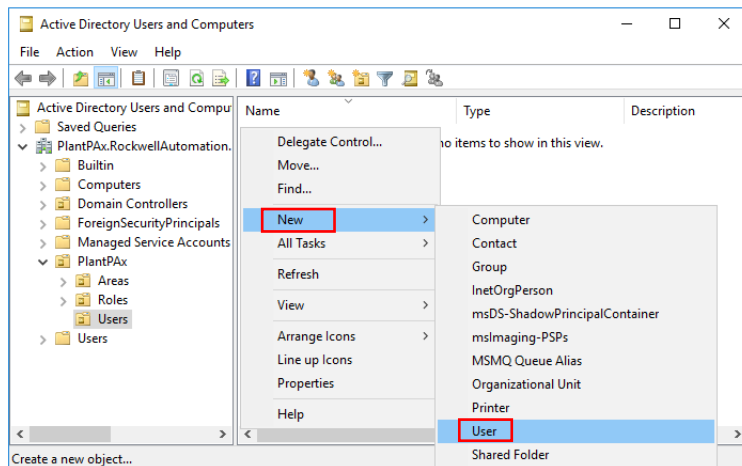 Active Directory Users and Computers
File Action View Help
Active Directory Users and Compu
Saved Queries
PlantPAx.RockwellAutomation.
Builtin
Computers
Domain Controllers
ForeignSecurityPrincipals
Managed Service Accounts
PlantPAx
Areas
Roles
Users
Users
Name Type Description
no items to show in this view.
Delegate Control...
Move...
Find...
New
All Tasks
Refresh
View
Arrange Icons
Line up Icons
Properties
Help
Computer
Contact
Group
InetOrgPerson
msDS-ShadowPrincipalContainer
msImaging-PSPs
MSMQ Queue Alias
Organizational Unit
Printer
User
Shared Folder
Create a new object...